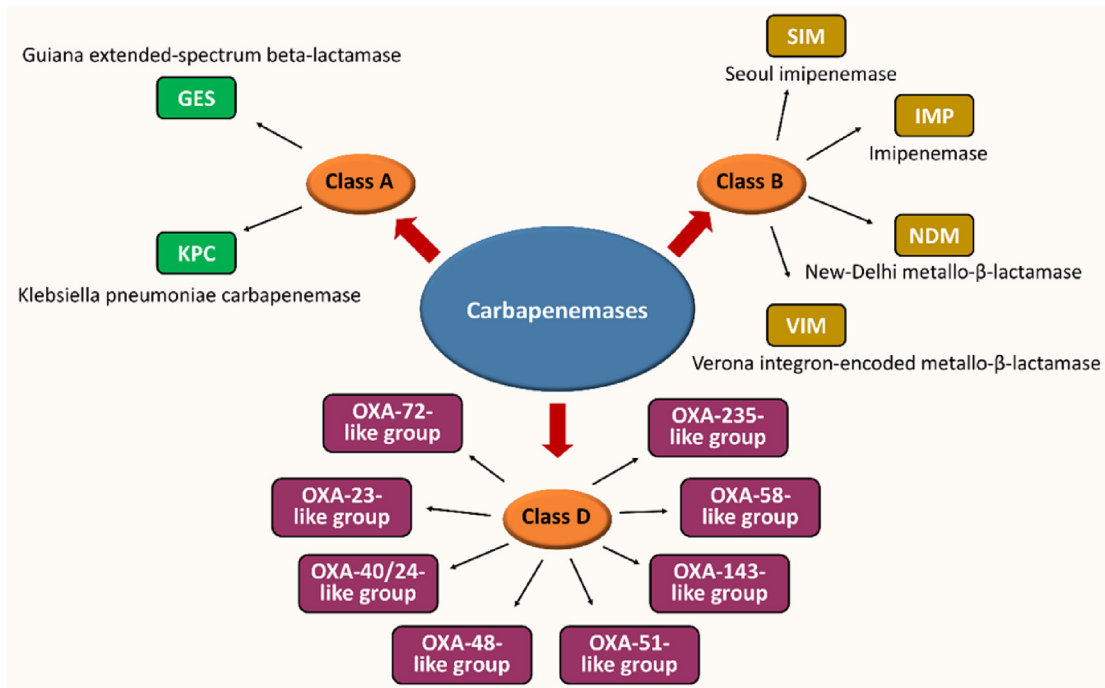 Guiana extended-spectrum beta-lactamase
GES
Class A
KPC
Klebsiella pneumoniae carbapenemase
SIM
Seoul imipenemase
IMP
Imipenemase
Class B
NDM
New-Delhi metallo-β-lactamase
VIM
Verona integron-encoded metallo-β-lactamase
Carbapenemases
OXA-72-
like group
OXA-235-
like group
OXA-23-
like group
Class D
OXA-58-
like group
OXA-40/24-
like group
OXA-143-
like group
OXA-48-
like group
OXA-51-
like group